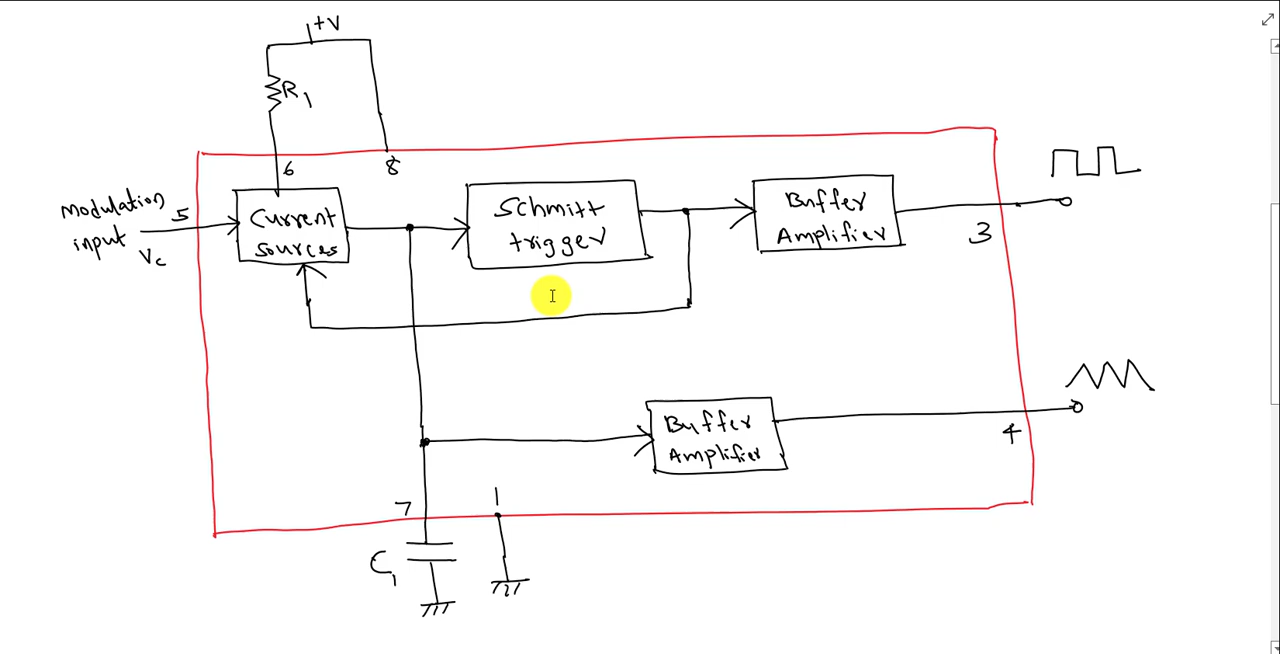 +V
R1
6
8
Modulation
input
Vc
5
Current
sources
Schmitt
trigger
Buffer
Amplifier
3
Buffer
Amplifier
4
7
1
C1